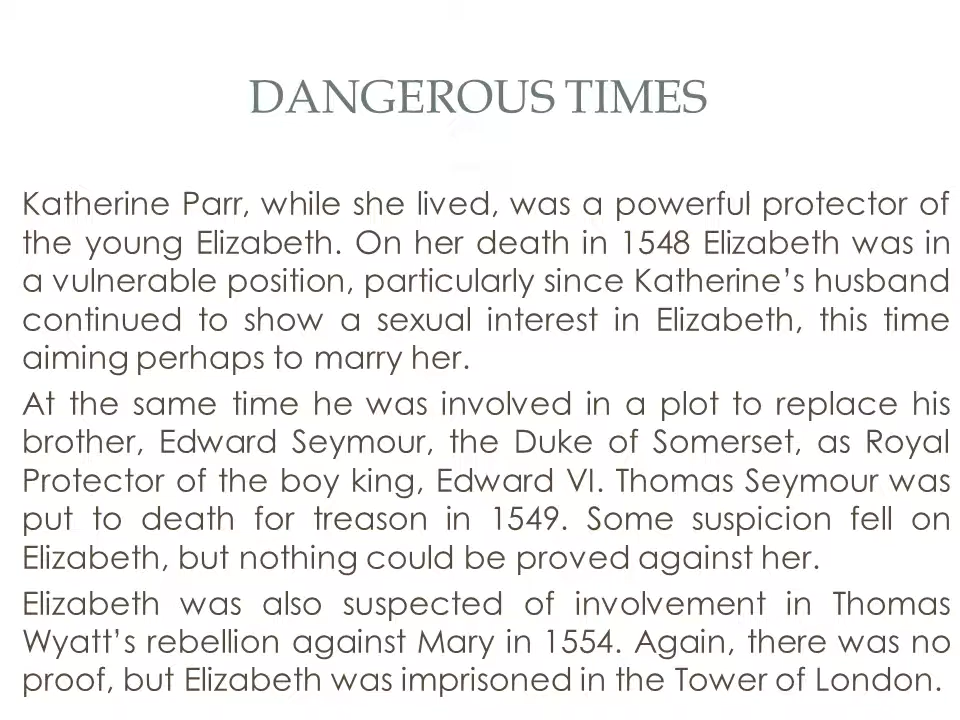 DANGEROUS TIMES
Katherine Parr, while she lived, was a powerful protector of
the young Elizabeth. On her death in 1548 Elizabeth was in
a vulnerable position, particularly since Katherine’s husband
continued to show a sexual interest in Elizabeth, this time
aiming perhaps to marry her.
At the same time he was involved in a plot to replace his
brother, Edward Seymour, the Duke of Somerset, as Royal
Protector of the boy king, Edward VI. Thomas Seymour was
put to death for treason in 1549. Some suspicion fell on
Elizabeth, but nothing could be proved against her.
Elizabeth was also suspected of involvement in Thomas
Wyatt’s rebellion against Mary in 1554. Again, there was no
proof, but Elizabeth was imprisoned in the Tower of London.